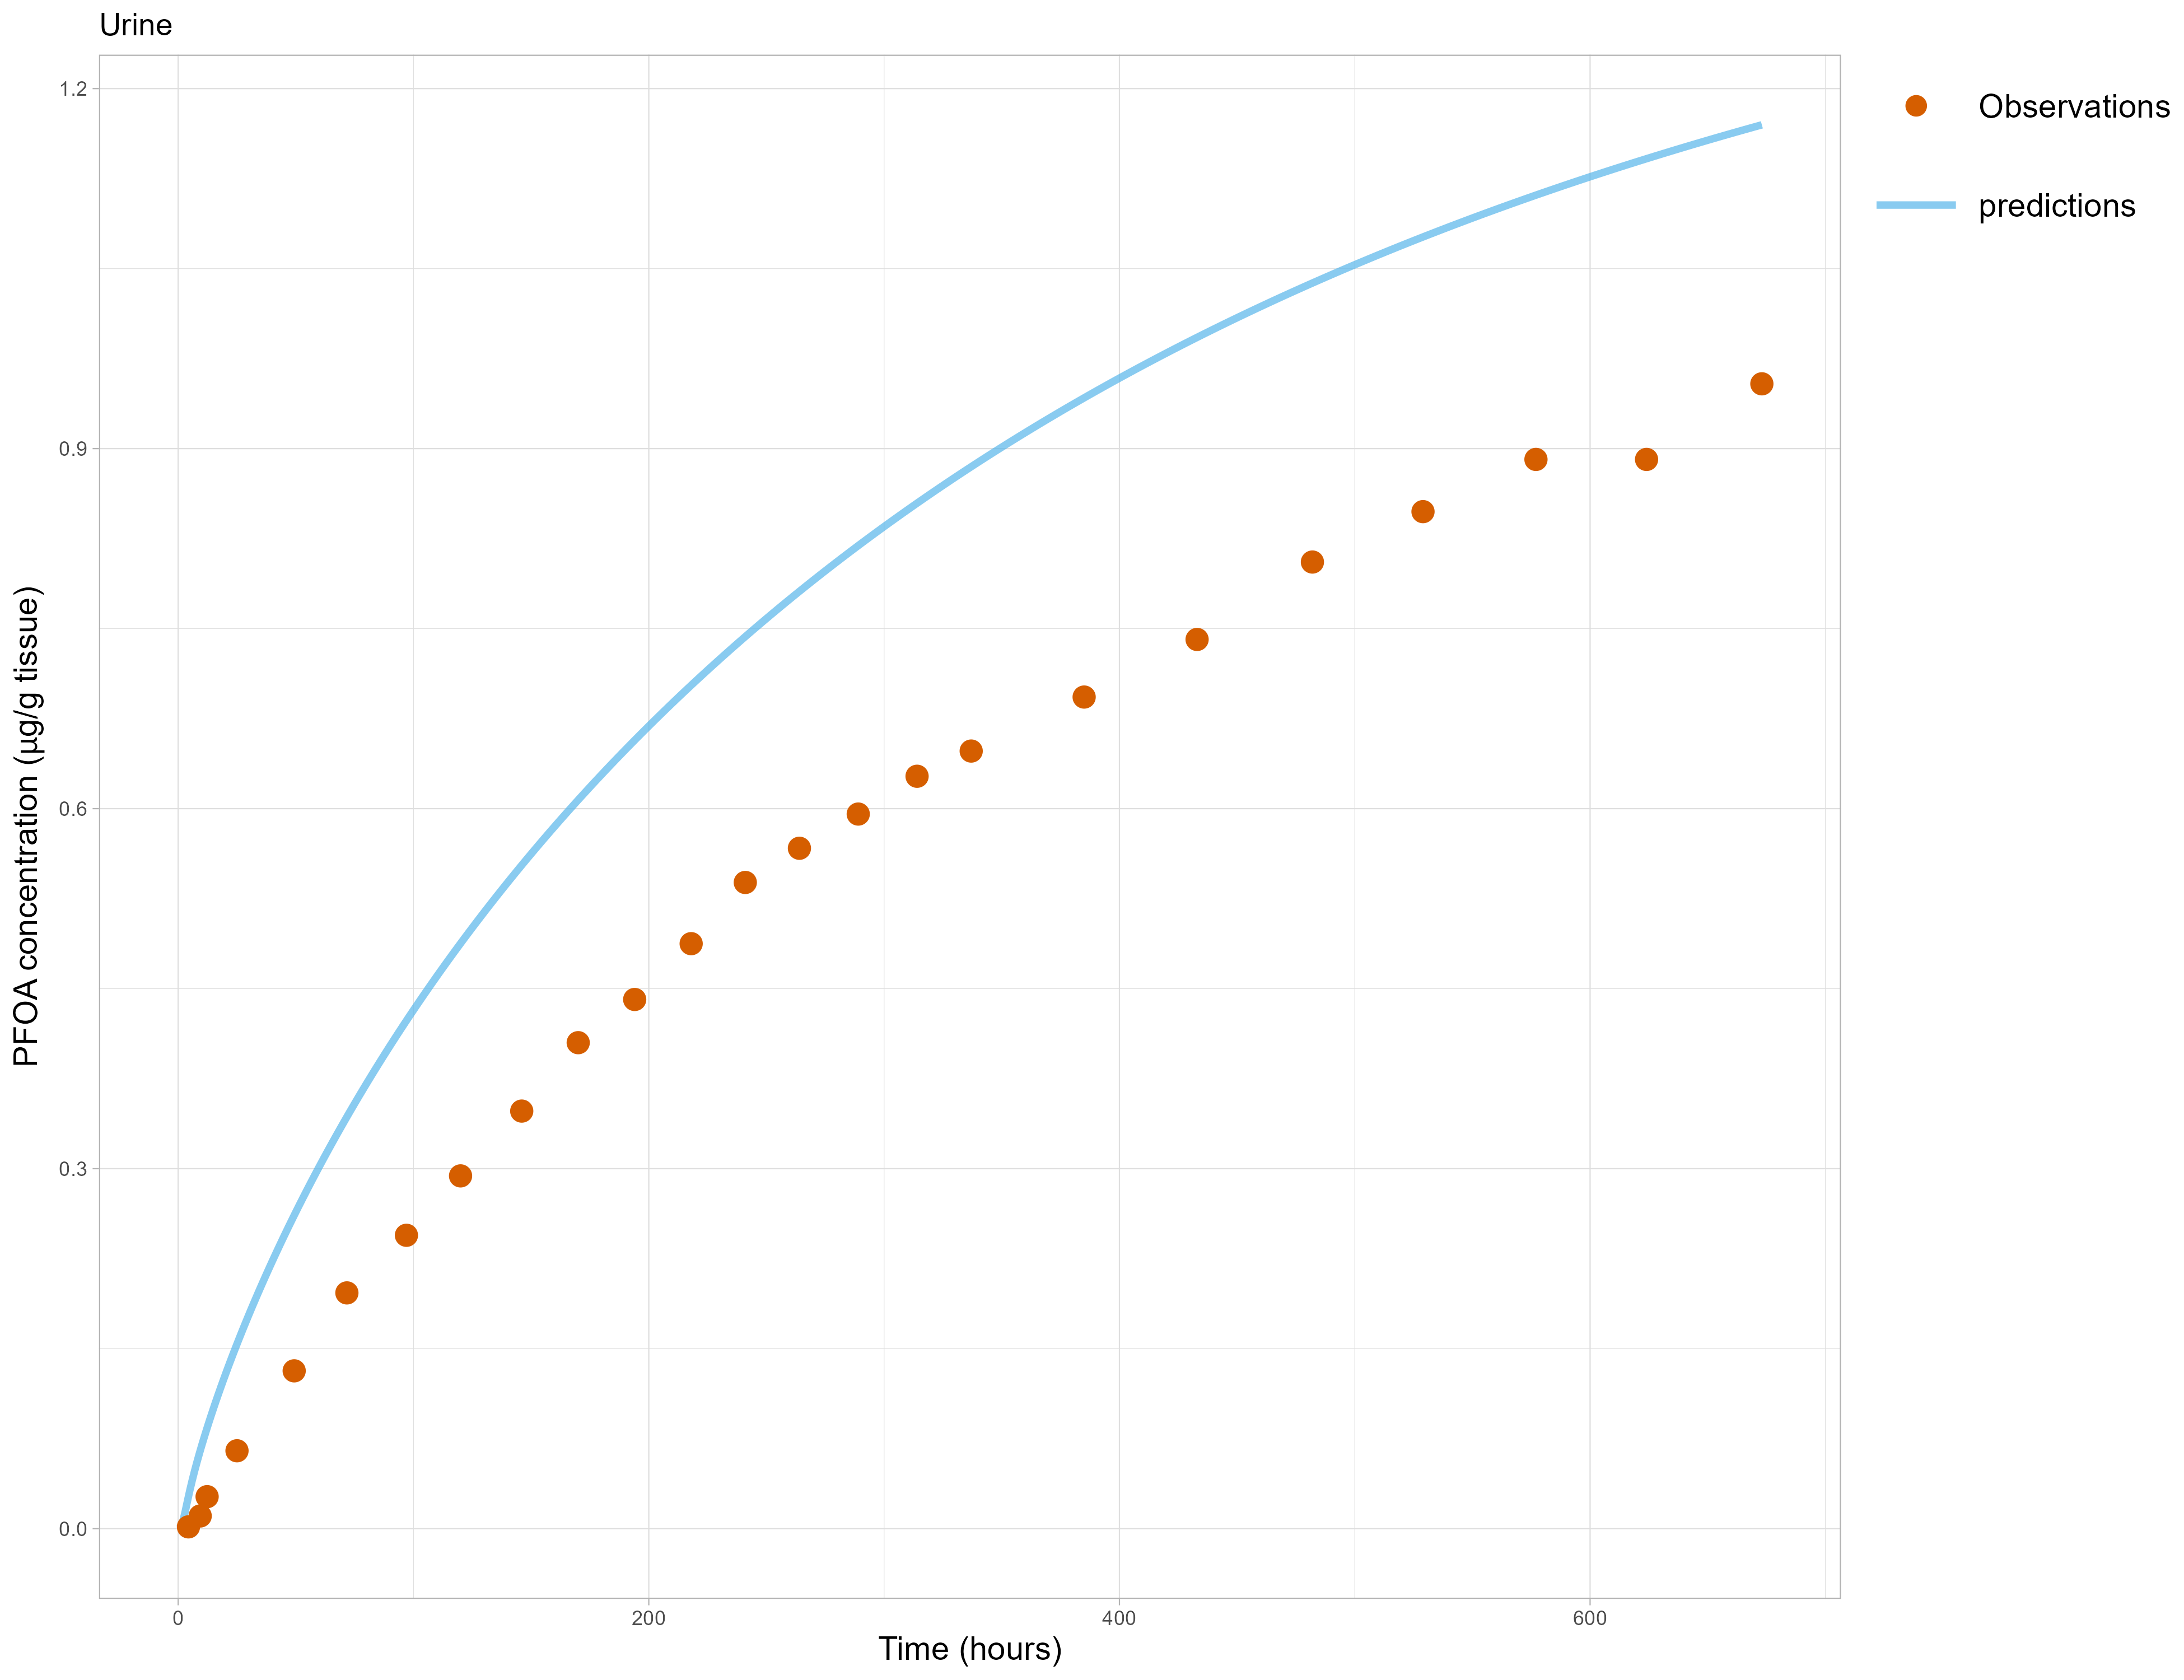 Urine
1.2
0.9
0.6
0.3
0.0
PFOA concentration (µg/g tissue)
0 200 400 600
Time (hours)
Observations
predictions